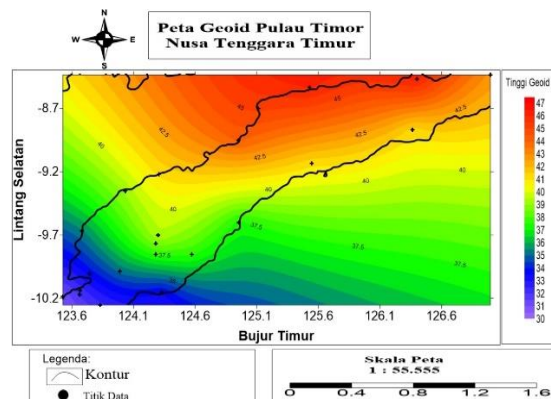 N
W E
S
Peta Geoid Pulau Timor
Nusa Tenggara Timur
Tinggi Geoid
47
46
45
44
43
42
41
40
39
38
37
36
35
34
33
32
31
30
Lintang Selatan
-8.7
-9.2
-9.7
-10.2
45
45
45
42.5
42.5
42.5
42.5
40
40
40
40
37.5
37.5
37.5
123.6 124.1 124.6 125.1 125.6 126.1 126.6
Bujur Timur
Legenda:
Kontur
Titik Data
Skala Peta
1 : 55.555
0 0.4 0.8 1.2 1.6